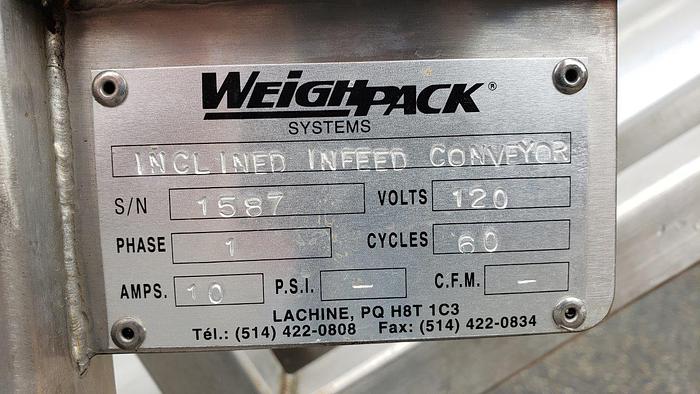 WEIGHPACK®
SYSTEMS
INCLINED INFEED CONVEYOR
S/N 1587 VOLTS 120
PHASE 1 CYCLES 60
AMPS. 10 P.S.I. — C.F.M. —
LACHINE, PQ H8T 1C3
Tél.: (514) 422-0808 Fax: (514) 422-0834